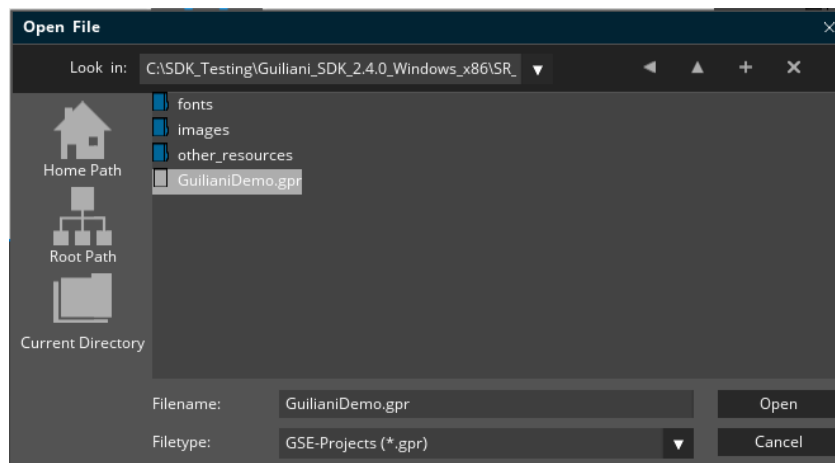 Open File
Look in: C:\SDK_Testing\Guiliani_SDK_2.4.0_Windows_x86\SR_
fonts
images
other_resources
GuilianiDemo.gpr
Home Path
Root Path
Current Directory
Filename: GuilianiDemo.gpr Open
Filetype: GSE-Projects (*.gpr) Cancel